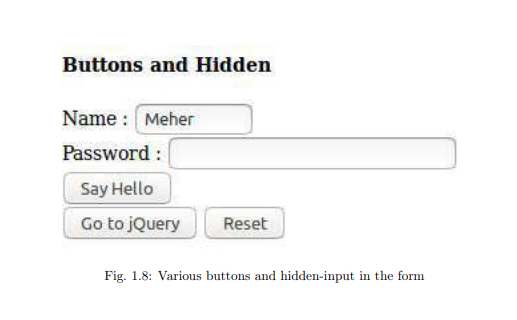 Buttons and Hidden
Name : Meher
Password :
Say Hello
Go to jQuery Reset
Fig. 1.8: Various buttons and hidden-input in the form